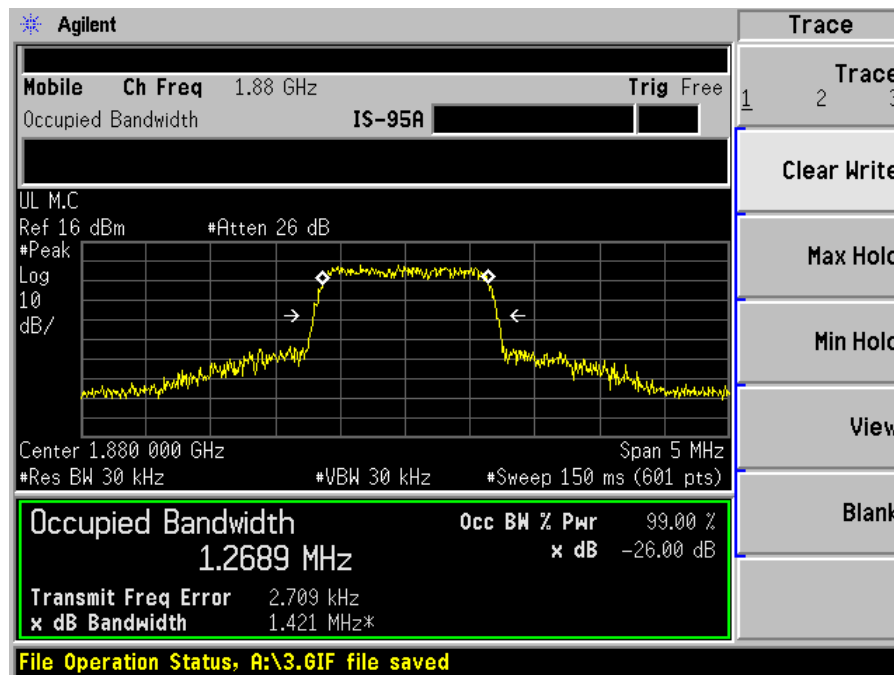 Agilent
Trace
Mobile Ch Freq 1.88 GHz Trig Free
Occupied Bandwidth IS-95A
UL M.C
Ref 16 dBm #Atten 26 dB
#Peak
Log
10
dB/
Center 1.880 000 GHz Span 5 MHz
#Res BW 30 kHz #VBW 30 kHz #Sweep 150 ms (601 pts)
Occupied Bandwidth Occ BW % Pwr 99.00 %
1.2689 MHz x dB -26.00 dB
Transmit Freq Error 2.709 kHz
x dB Bandwidth 1.421 MHz*
File Operation Status, A:\3.GIF file saved
Trace
1 2 3
Clear Write
Max Hold
Min Hold
View
Blank